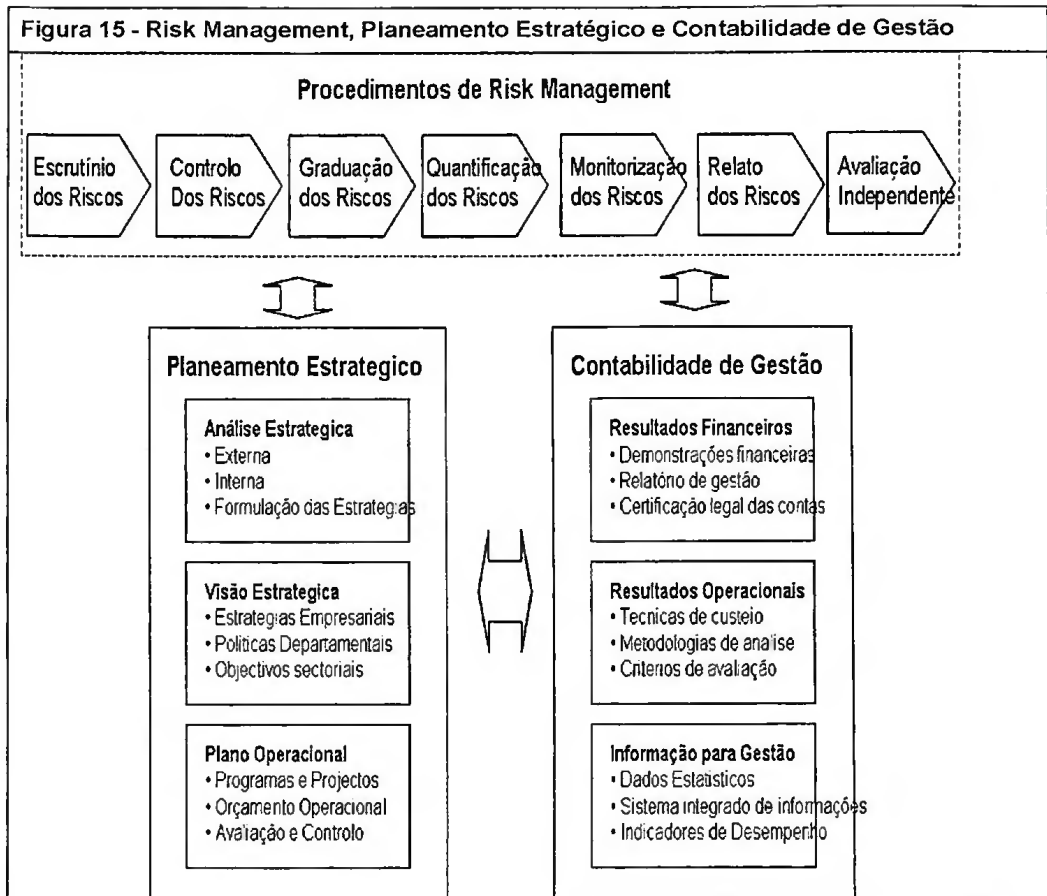 Figura 15 - Risk Management, Planeamento Estratégico e Contabilidade de Gestão
Procedimentos de Risk Management
Escrutínio
dos Riscos
Controlo
Dos Riscos
Graduação
dos Riscos
Quantificação
dos Riscos
Monitorização
dos Riscos
Relato
dos Riscos
Avaliação
Independente
Planeamento Estrategico
Análise Estrategica
• Externa
• Interna
• Formulação das Estrategias
Visão Estrategica
• Estrategias Empresariais
• Politicas Departamentais
• Objectivos sectoriais
Plano Operacional
• Programas e Projectos
• Orçamento Operacional
• Avaliação e Controlo
Contabilidade de Gestão
Resultados Financeiros
• Demonstrações financeiras
• Relatório de gestão
• Certificação legal das contas
Resultados Operacionais
• Tecnicas de custeio
• Metodologias de analise
• Criterios de avaliação
Informação para Gestão
• Dados Estatisticos
• Sistema integrado de informações
• Indicadores de Desempenho